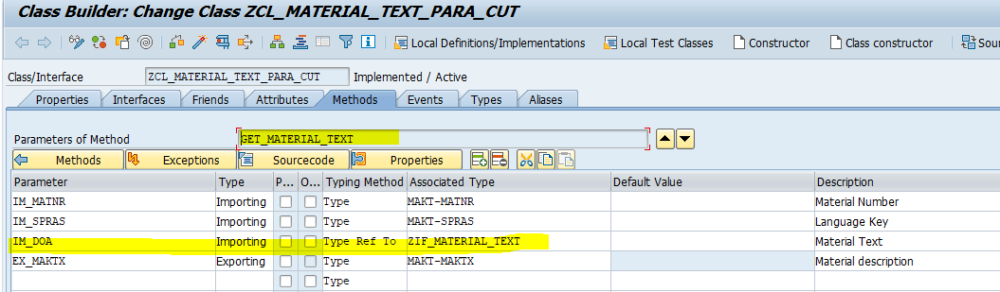 Class Builder: Change Class ZCL_MATERIAL_TEXT_PARA_CUT
Local Definitions/Implementations Local Test Classes Constructor Class constructor Sour
Class/Interface ZCL_MATERIAL_TEXT_PARA_CUT Implemented / Active
Properties Interfaces Friends Attributes Methods Events Types Aliases
Parameters of Method GET_MATERIAL_TEXT
Methods Exceptions Sourcecode Properties
Parameter Type P... O... Typing Method Associated Type Default Value Description
IM_MATNR Importing Type MAKT-MATNR Material Number
IM_SPRAS Importing Type MAKT-SPRAS Language Key
IM_DOA Importing Type Ref To ZIF_MATERIAL_TEXT Material Text
EX_MAKTX Exporting Type MAKT-MAKTX Material description
Type